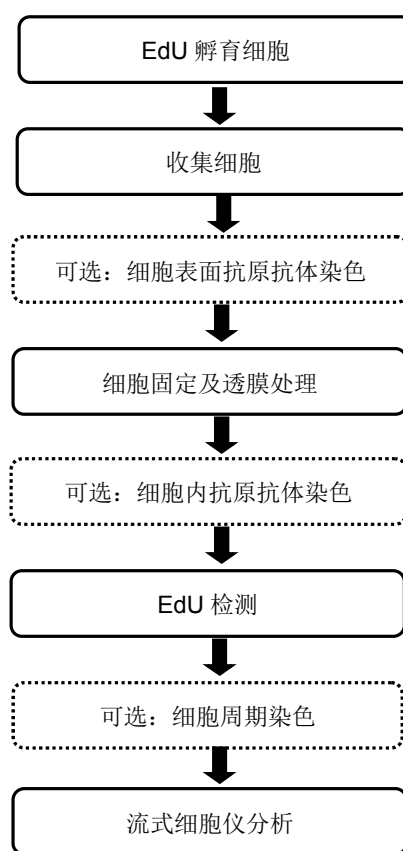 EdU 孵育细胞
收集细胞
可选：细胞表面抗原抗体染色
细胞固定及透膜处理
可选：细胞内抗原抗体染色
EdU 检测
可选：细胞周期染色
流式细胞仪分析